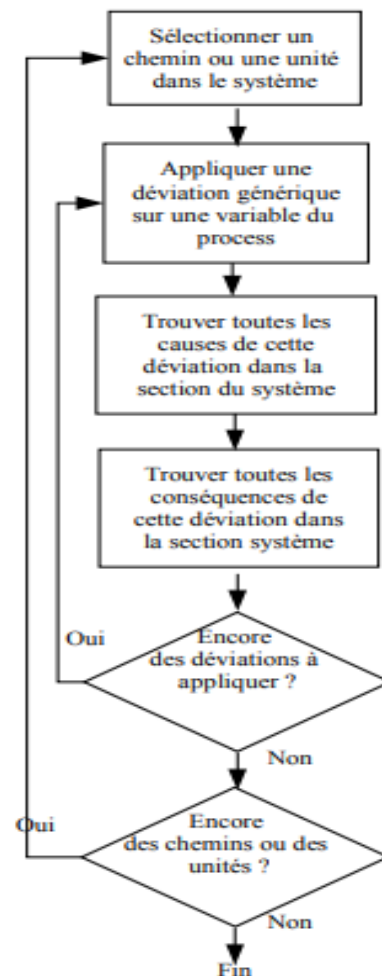 Sélectionner un
chemin ou une unité
dans le système
Appliquer une
déviation générique
sur une variable du
process
Trouver toutes les
causes de cette
déviation dans la
section du système
Trouver toutes les
conséquences de
cette déviation dans
la section système
Oui
Encore
des déviations à
appliquer ?
Non
Oui
Encore
des chemins ou des
unités ?
Non
Fin